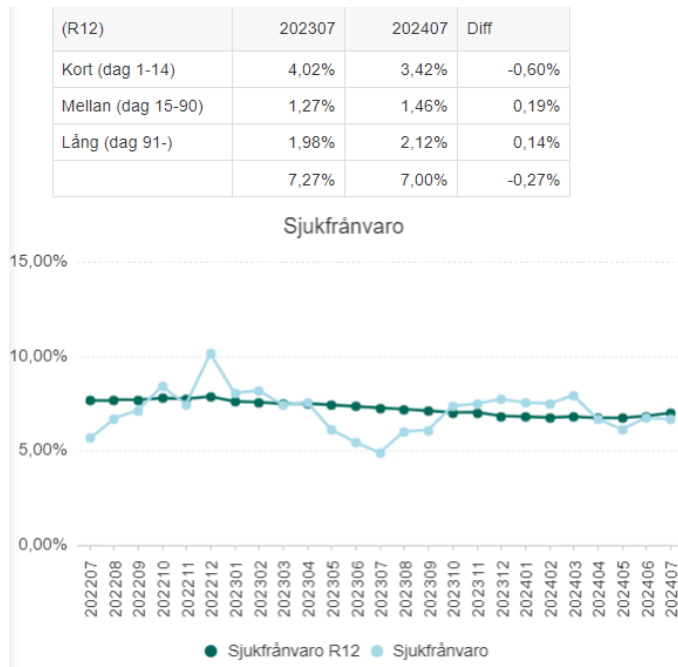 (R12) 202307 202407 Diff
Kort (dag 1-14) 4,02% 3,42% -0,60%
Mellan (dag 15-90) 1,27% 1,46% 0,19%
Lång (dag 91-) 1,98% 2,12% 0,14%
7,27% 7,00% -0,27%
Sjukfrånvaro
15,00%
10,00%
5,00%
0,00%
202207 202208 202209 202210 202211 202212 202301 202302 202303 202304 202305 202306 202307 202308 202309 202310 202311 202312 202401 202402 202403 202404 202405 202406 202407
Sjukfrånvaro R12 Sjukfrånvaro